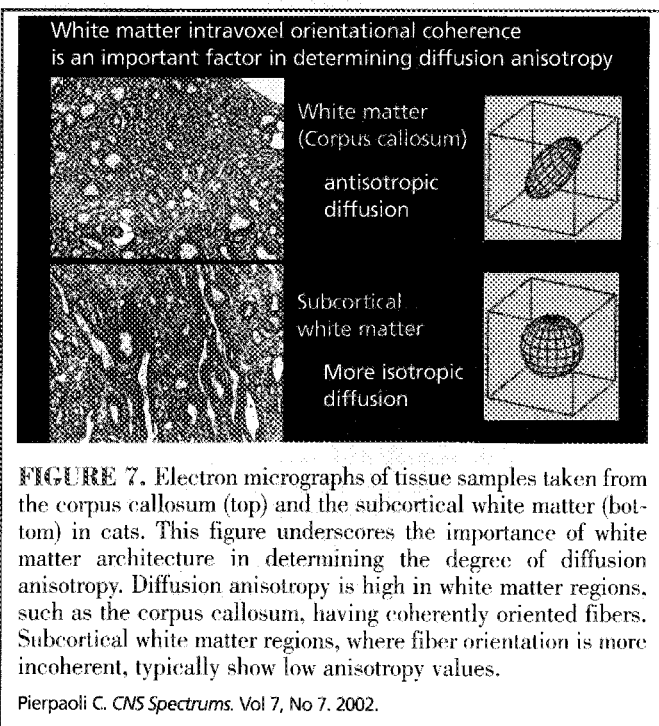 White matter intravoxel orientational coherence
is an important factor in determining diffusion anisotropy
White matter
(Corpus callosum)
antisotropic
diffusion
Subcortical
white matter
More isotropic
diffusion
FIGURE 7. Electron micrographs of tissue samples taken from
the corpus callosum (top) and the subcortical white matter (bot-
tom) in cats. This figure underscores the importance of white
matter architecture in determining the degree of diffusion
anisotropy. Diffusion anisotropy is high in white matter regions,
such as the corpus callosum, having coherently oriented fibers.
Subcortical white matter regions, where fiber orientation is more
incoherent, typically show low anisotropy values.
Pierpaoli C. CNS Spectrums. Vol 7, No 7. 2002.